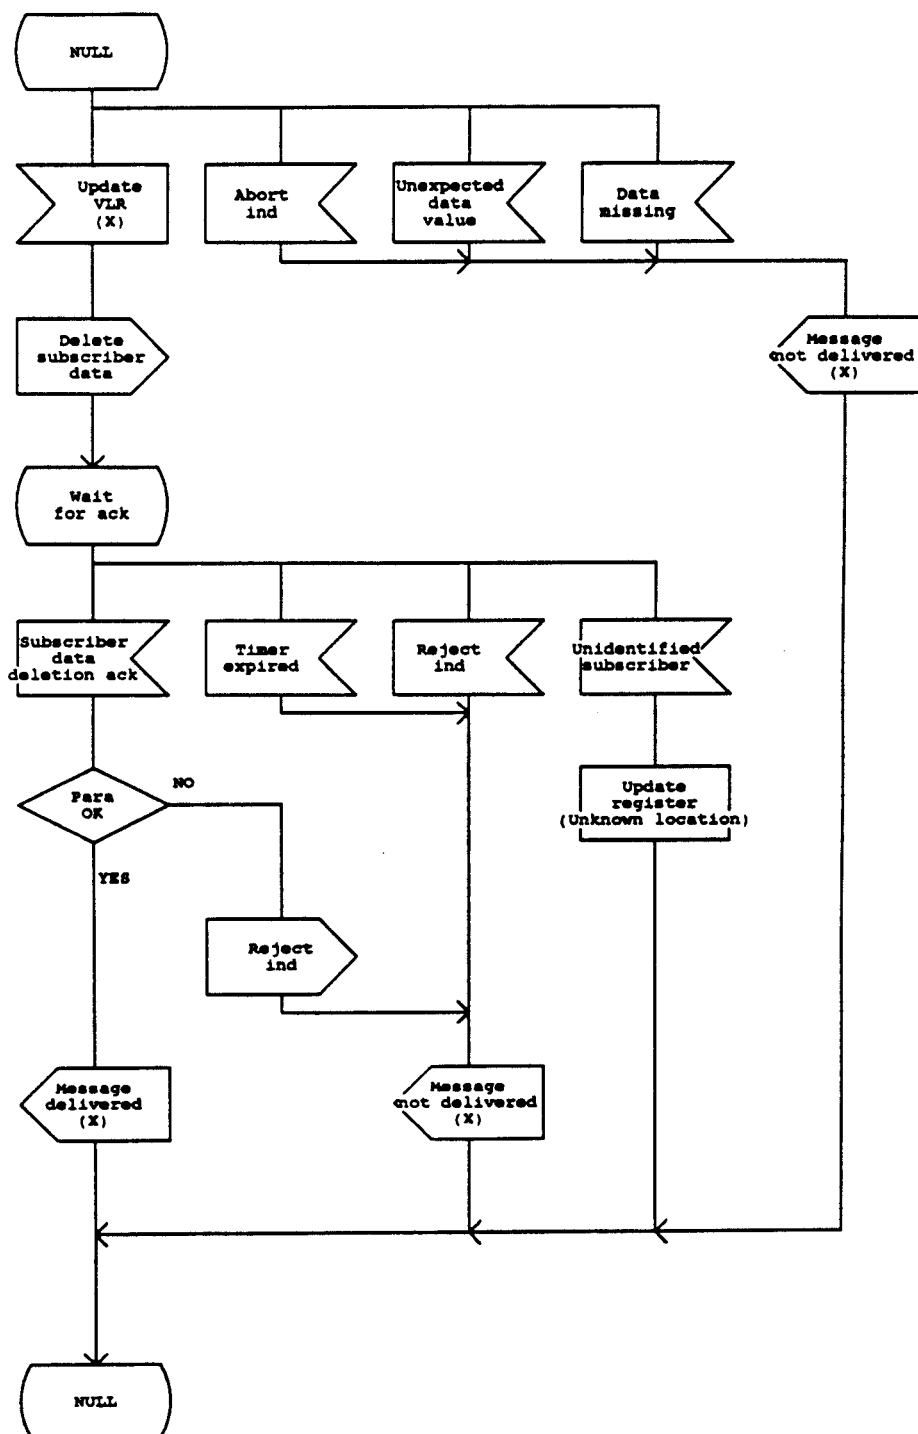 NULL
Update
VLR
(X)
Abort
ind
Unexpected
data
value
Data
missing
Delete
subscriber
data
Message
not delivered
(X)
Wait
for ack
Subscriber
data
deletion ack
Timer
expired
Reject
ind
Unidentified
subscriber
Para
OK
NO
Update
register
(Unknown location)
YES
Reject
ind
Message
delivered
(X)
Message
not delivered
(X)
NULL